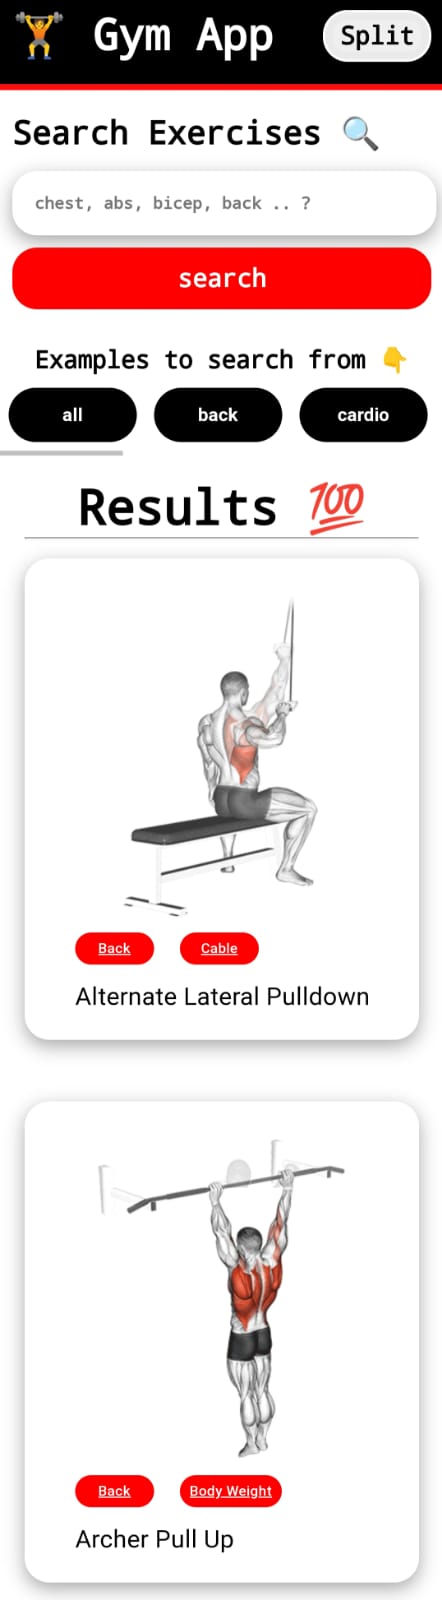 Gym App
Split
Search Exercises
chest, abs, bicep, back .. ?
search
Examples to search from
all
back
cardio
Results 💯
Back
Cable
Alternate Lateral Pulldown
Back
Body Weight
Archer Pull Up